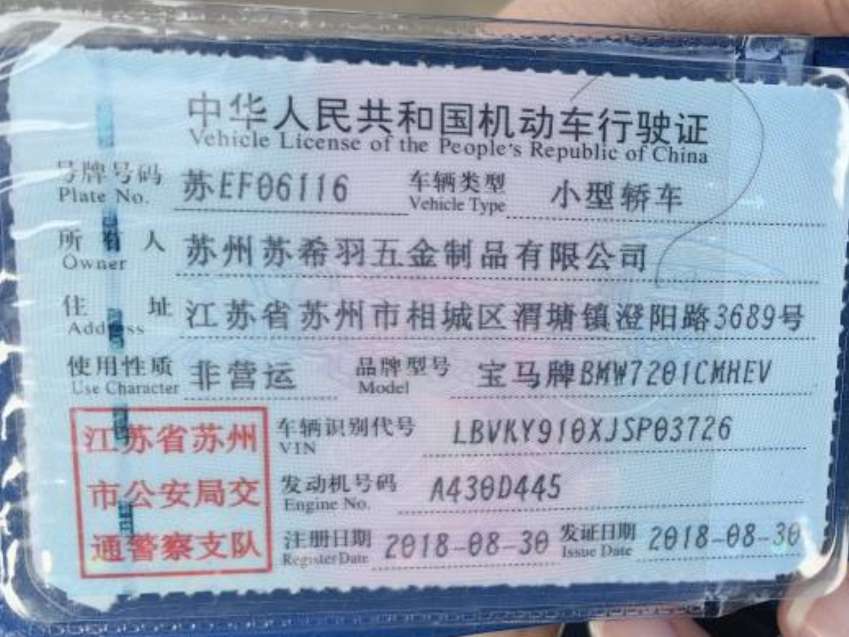 中华人民共和国机动车行驶证
Vehicle License of the People's Republic of China
号牌号码 苏EF06116 车辆类型 小型轿车
Plate No. Vehicle Type
所有人 苏州苏希羽五金制品有限公司
Owner
住址 江苏省苏州市相城区渭塘镇澄阳路3689号
Address
使用性质 非营运 品牌型号 宝马牌BMW7201CMHEV
Use Character Model
江苏省苏州
市公安局交
通警察支队
车辆识别代号 LBVKY910XJSP03726
VIN
发动机号码 A430D445
Engine No.
注册日期 2018-08-30 发证日期 2018-08-30
Register Date Issue Date